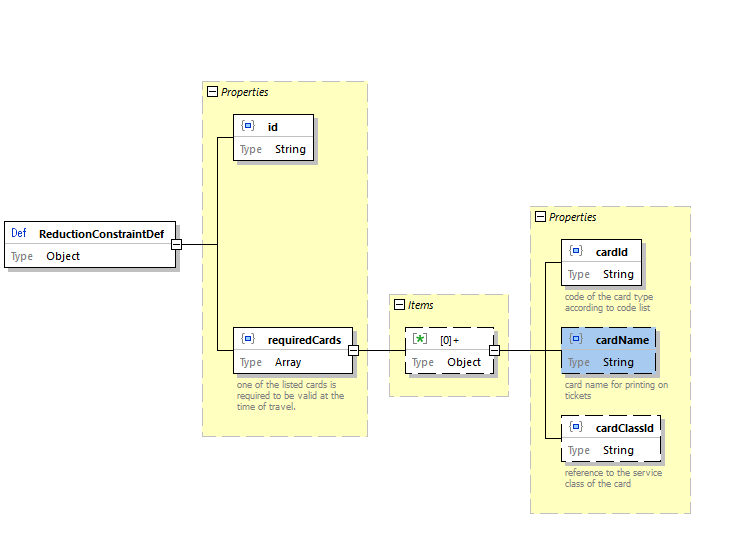 Properties
{} id
Type String
Def ReductionConstraintDef
Type Object
{} requiredCards
Type Array
one of the listed cards is
required to be valid at the
time of travel.
Items
[*] [0]+
Type Object
Properties
{} cardId
Type String
code of the card type
according to code list
{} cardName
Type String
card name for printing on
tickets
{} cardClassId
Type String
reference to the service
class of the card